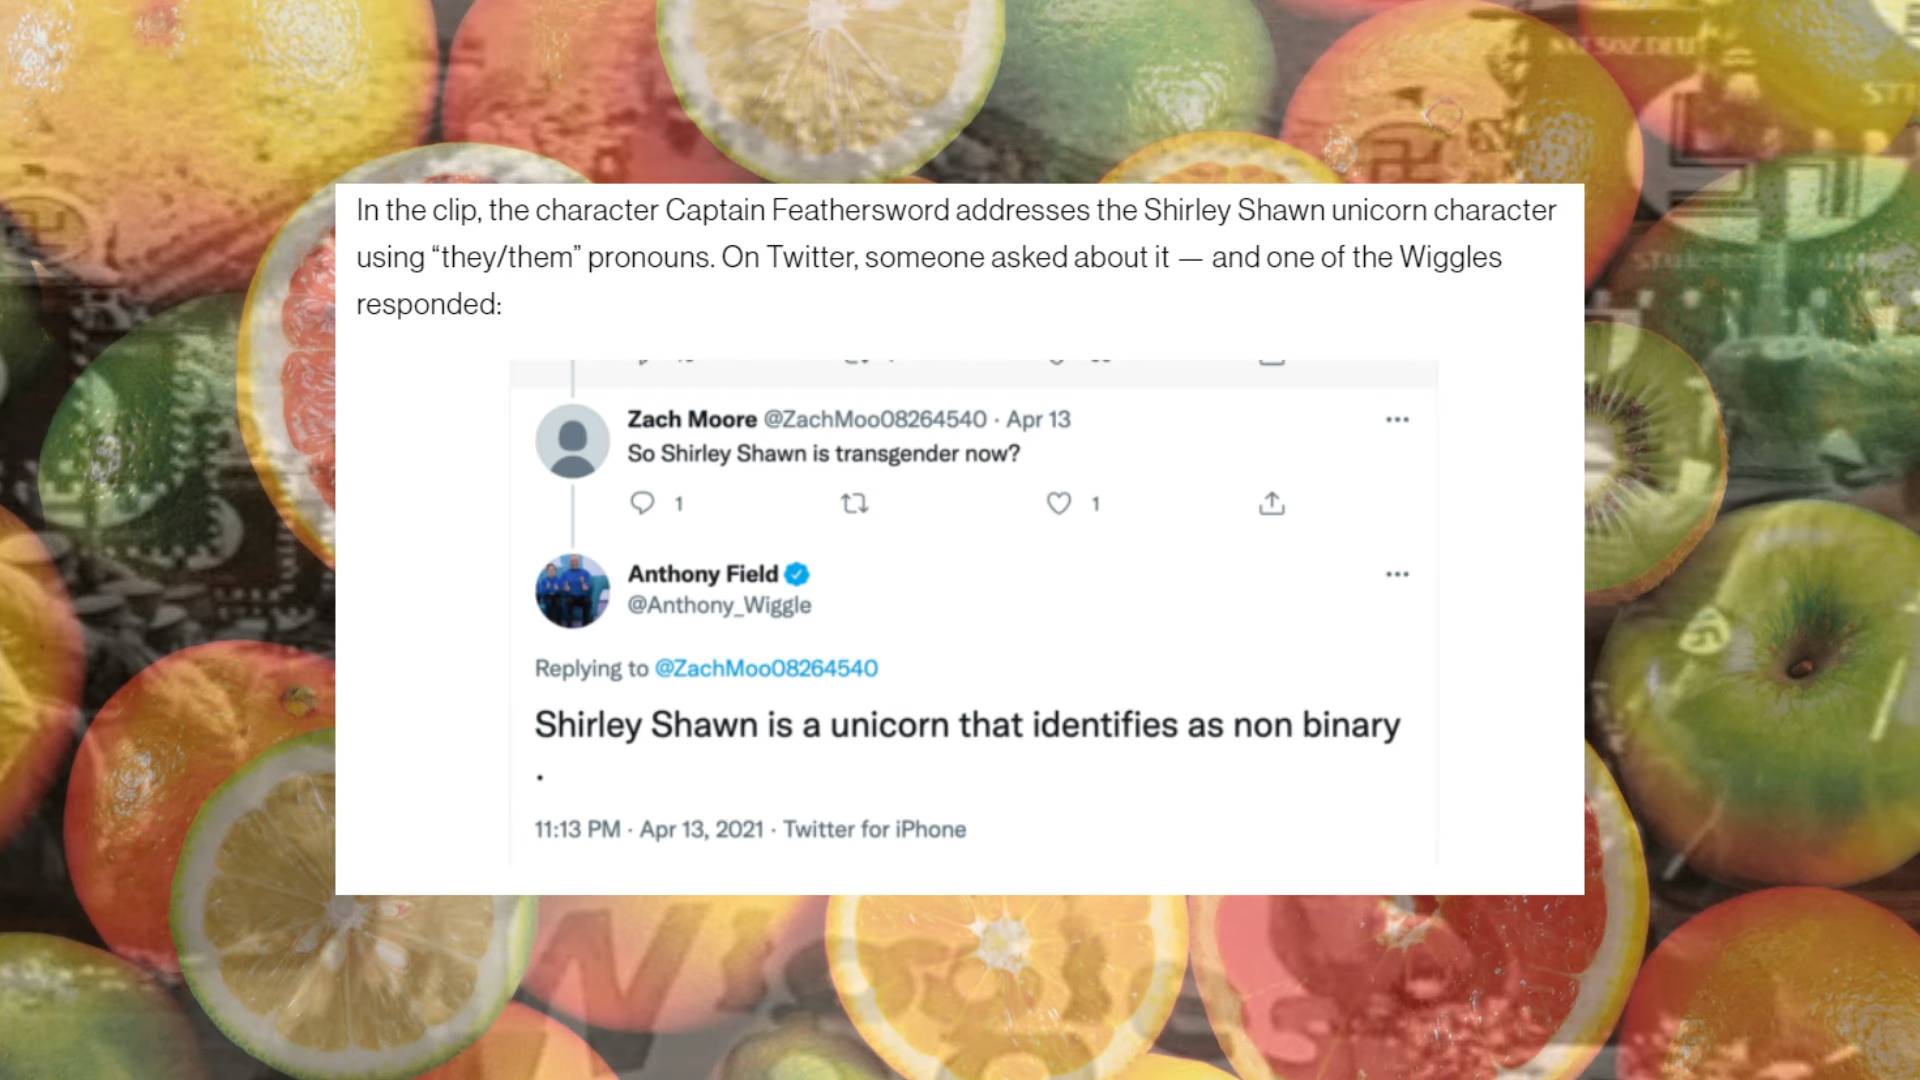 In the clip, the character Captain Feathersword addresses the Shirley Shawn unicorn character
using “they/them” pronouns. On Twitter, someone asked about it — and one of the Wiggles
responded:
Zach Moore @ZachMoo08264540 · Apr 13
So Shirley Shawn is transgender now?
1 1
Anthony Field
@Anthony_Wiggle
Replying to @ZachMoo08264540
Shirley Shawn is a unicorn that identifies as non binary
.
11:13 PM · Apr 13, 2021 · Twitter for iPhone